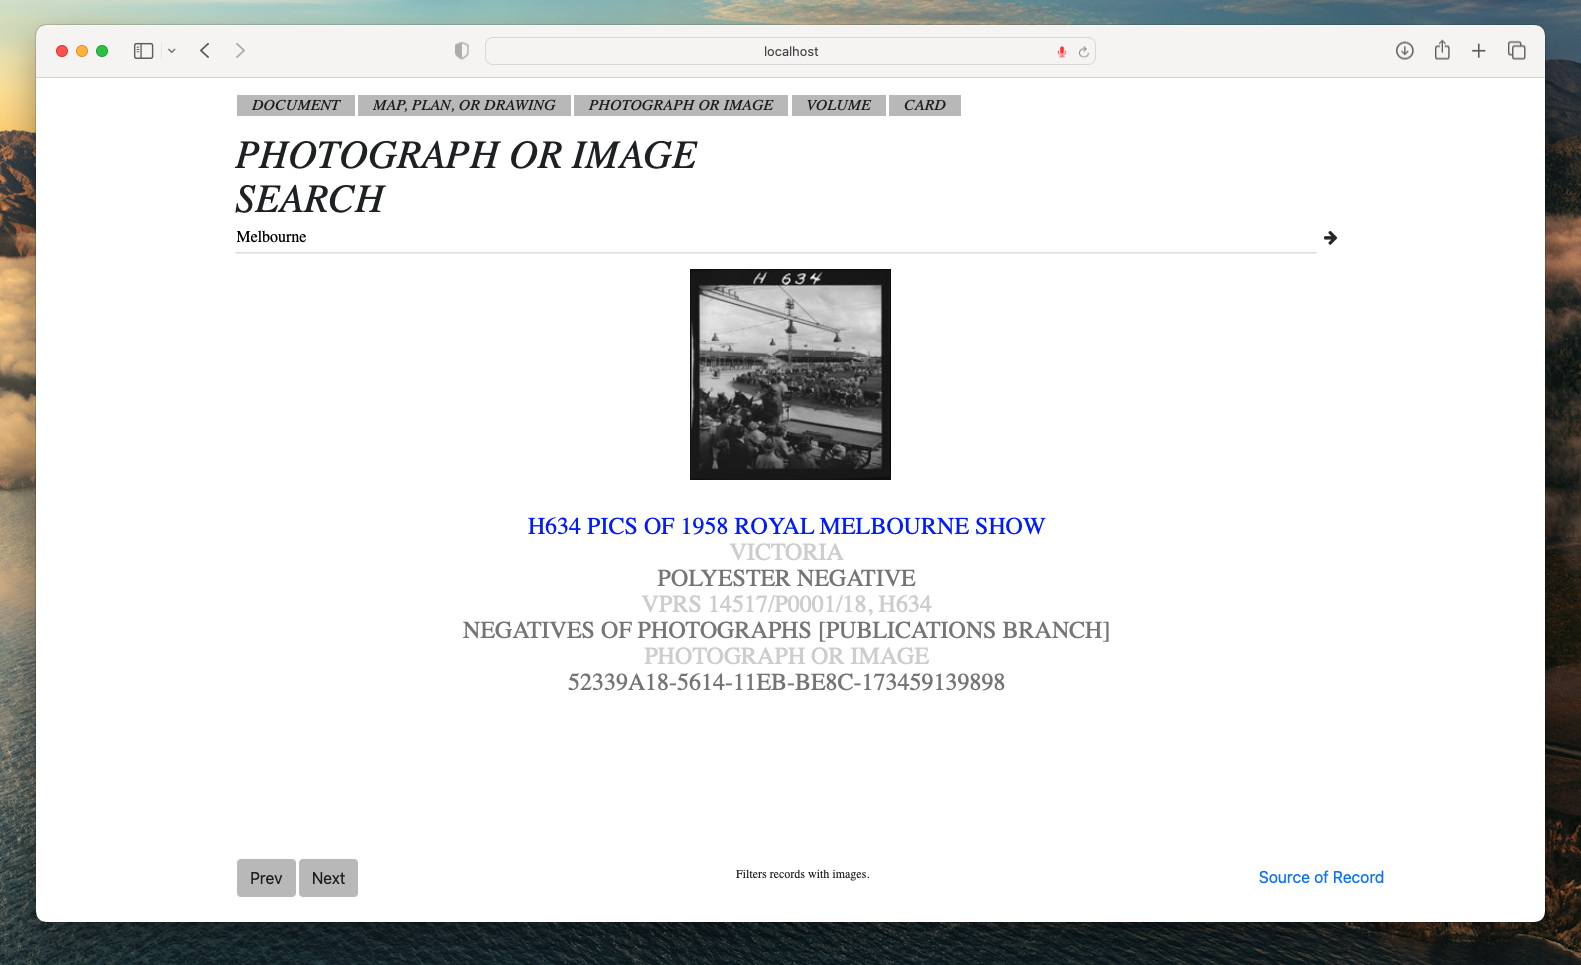 localhost
DOCUMENT MAP, PLAN, OR DRAWING PHOTOGRAPH OR IMAGE VOLUME CARD
PHOTOGRAPH OR IMAGE
SEARCH
Melbourne
H 634
H634 PICS OF 1958 ROYAL MELBOURNE SHOW
VICTORIA
POLYESTER NEGATIVE
VPRS 14517/P0001/18, H634
NEGATIVES OF PHOTOGRAPHS [PUBLICATIONS BRANCH]
PHOTOGRAPH OR IMAGE
52339A18-5614-11EB-BE8C-173459139898
Prev Next Filters records with images. Source of Record